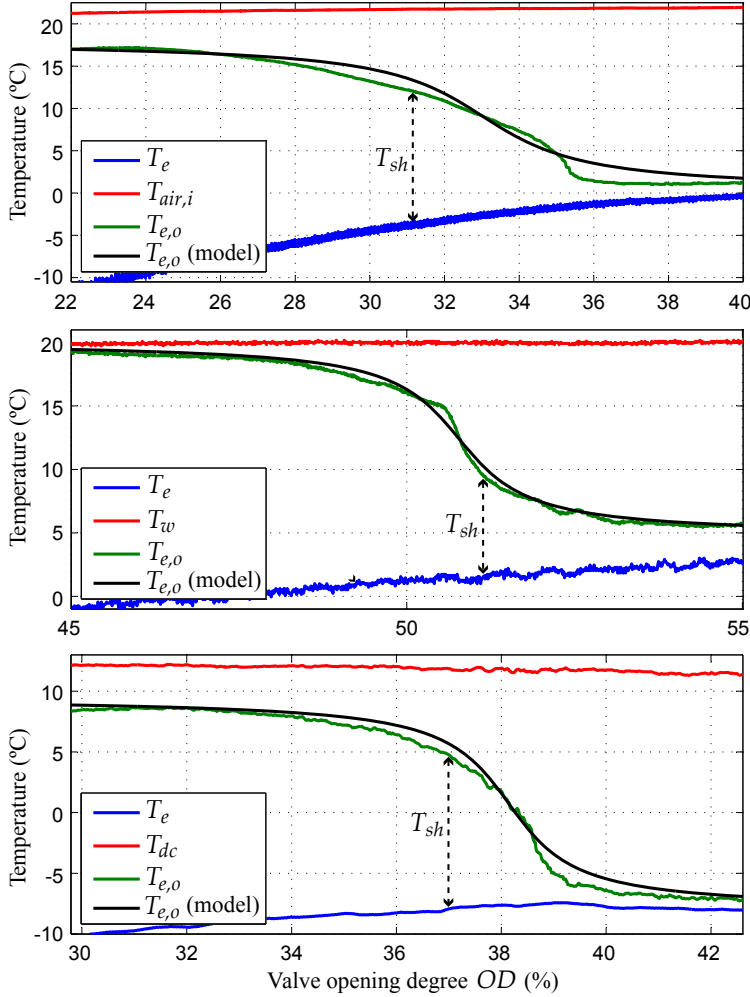 20
15
10
5
0
-5
-10
Temperature (ºC)
T_e
T_air,i
T_e,o
T_e,o (model)
T_sh
22 24 26 28 30 32 34 36 38 40
20
15
10
5
0
Temperature (ºC)
T_e
T_w
T_e,o
T_e,o (model)
T_sh
45 50 55
10
5
0
-5
-10
Temperature (ºC)
T_e
T_dc
T_e,o
T_e,o (model)
T_sh
30 32 34 36 38 40 42
Valve opening degree OD (%)